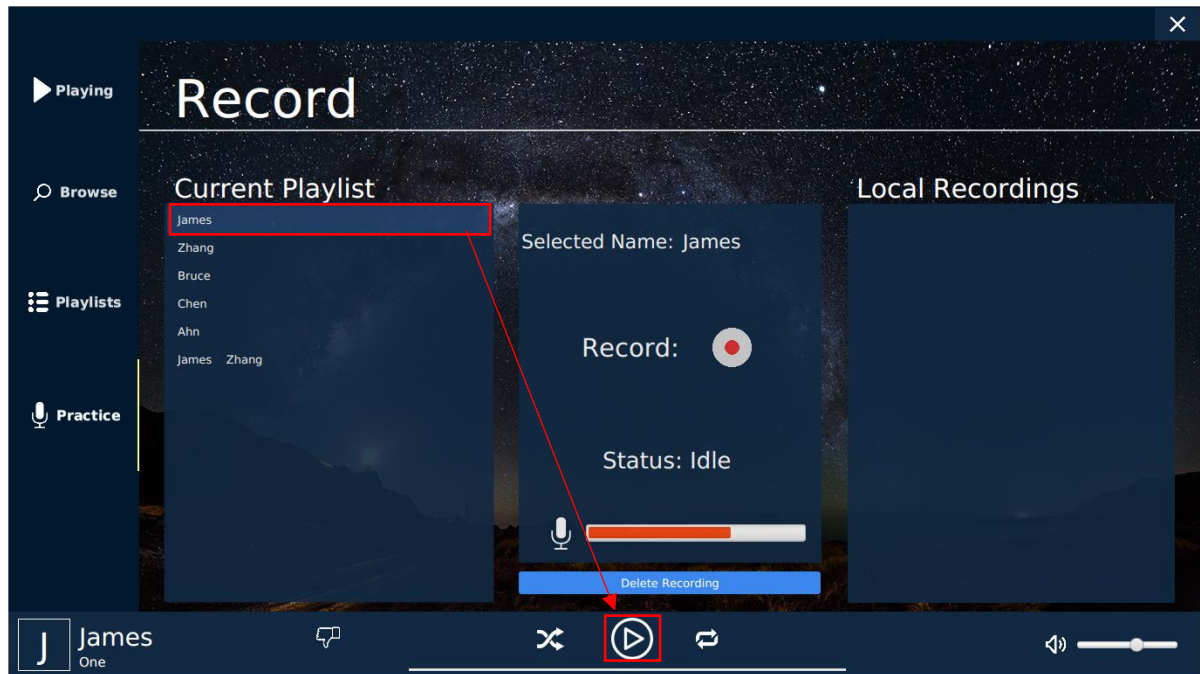 Playing
Record
Browse
Current Playlist
Local Recordings
James
Zhang
Selected Name: James
Bruce
Playlists
Chen
Ahn
Record:
James Zhang
Practice
Status: Idle
Delete Recording
J
James
One